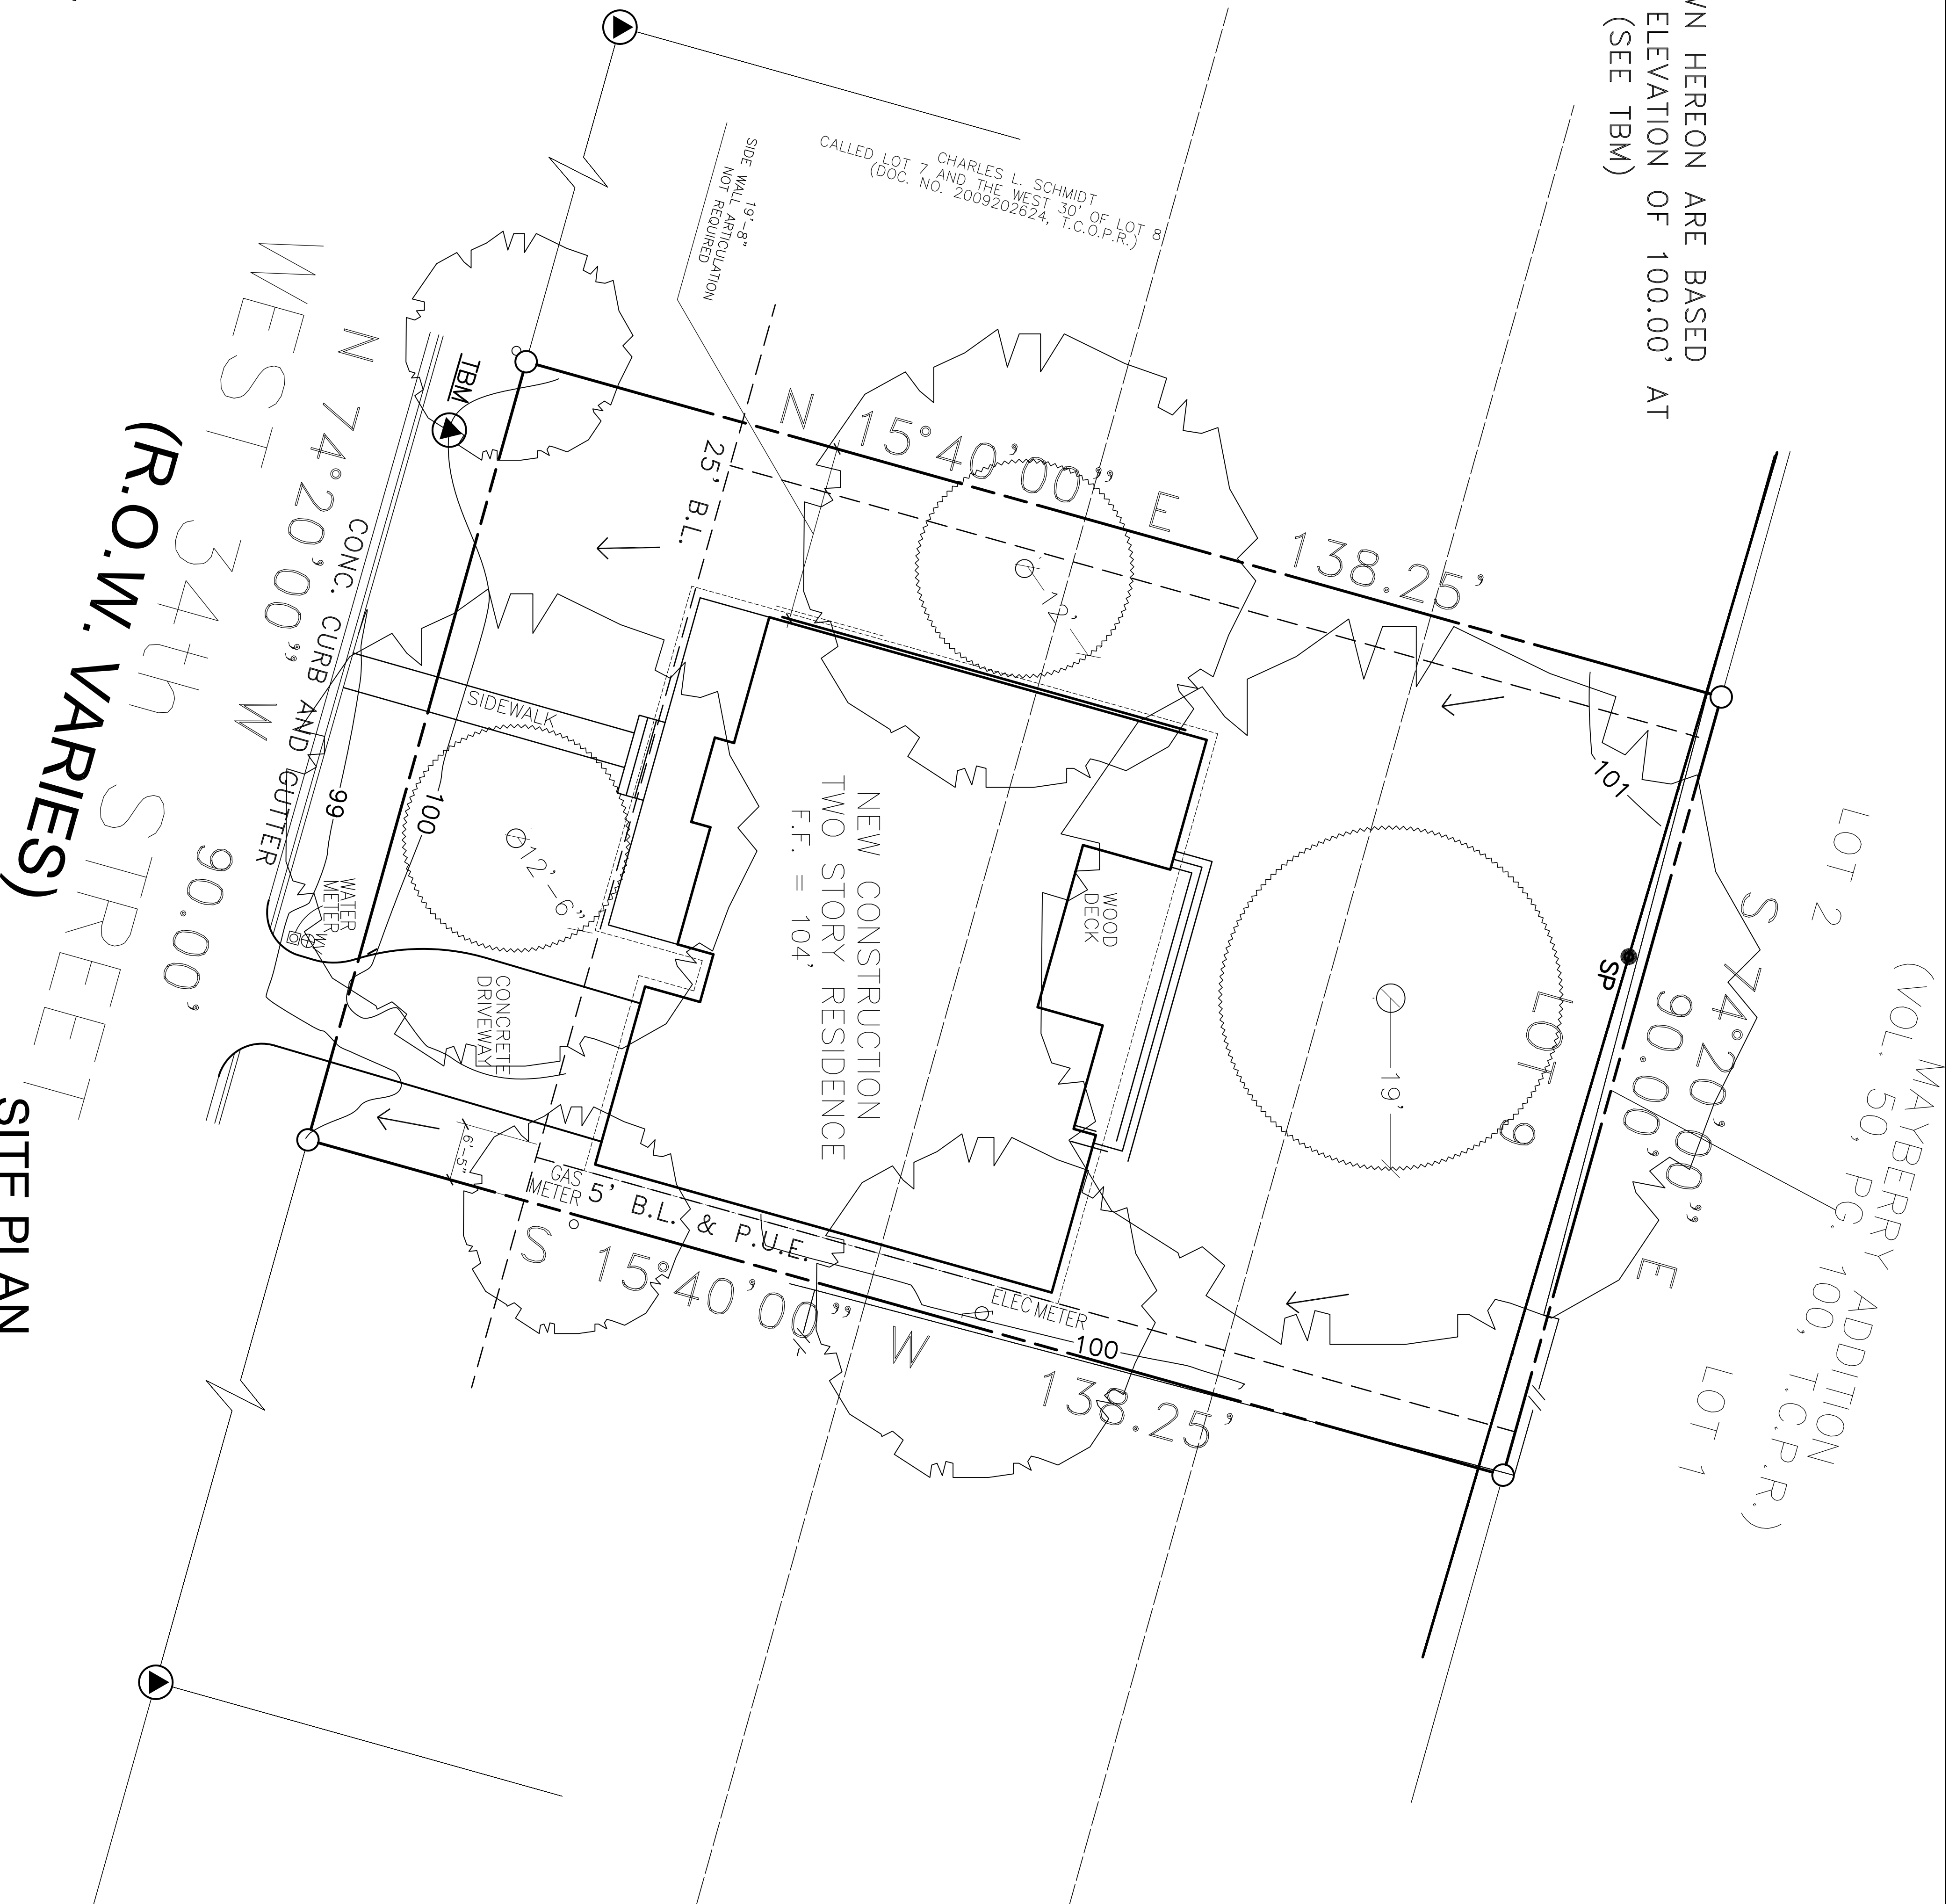 WN HEREON ARE BASED
ELEVATION OF 100.00' AT
(SEE TBM)
CHARLES L. SCHMIDT
CALLED LOT 7 AND THE WEST 30' OF LOT 8
(DOC. NO. 2009202624, T.C.O.P.R.)
SIDE WALL 19'-8"
ARTICULATION
NOT REQUIRED
LOT 2
MAYBERRY ADDITION
(VOL. 50, PG. 100, T.C.P.R.)
LOT 1
S 74°20'00" E
90.00'
SP
LOT 9
101
N 15°40'00" E 138.25'
12'
19'
WOOD
DECK
NEW CONSTRUCTION
TWO STORY RESIDENCE
F.F. = 104'
25' B.L.
TBM
SIDEWALK
12'-6"
100
99
WATER
METER
CONCRETE
DRIVEWAY
6'-5"
GAS
METER
5' B.L. & P.U.E.
ELEC METER
100
S 15°40'00" W 138.25'
CONC. CURB AND GUTTER
N 74°20'00" W 90.00'
WEST 34th STREET
(R.O.W. VARIES)
SITE PLAN